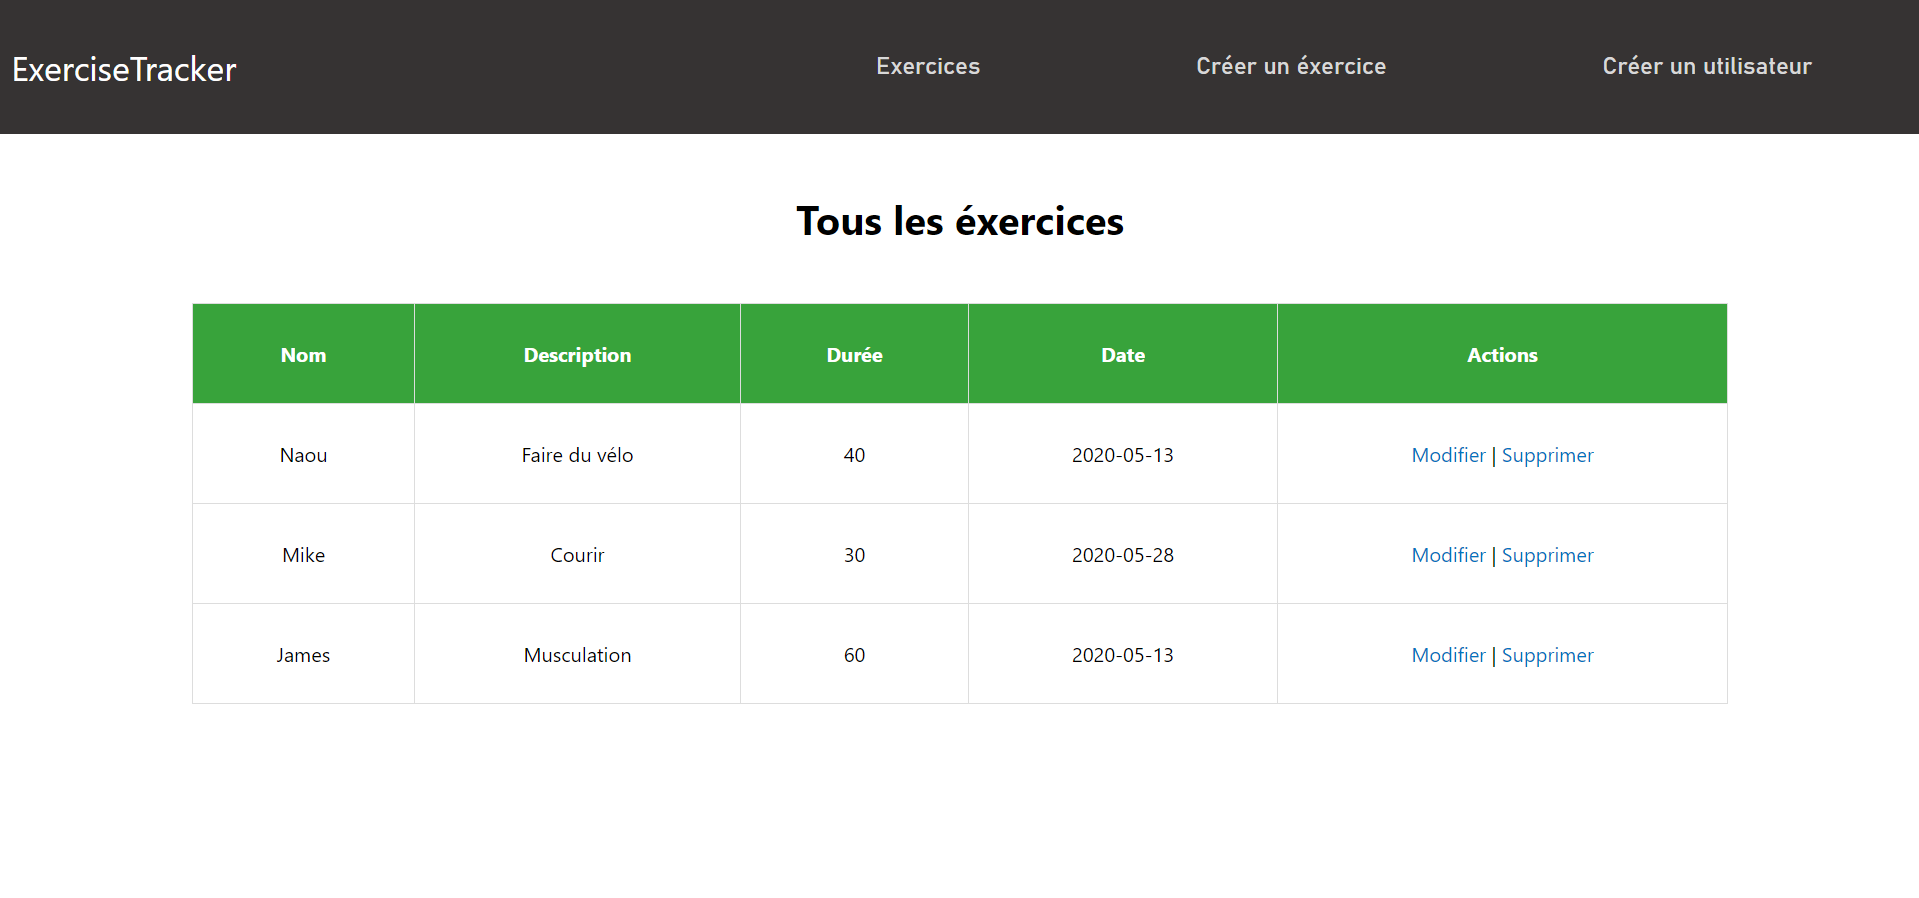 ExerciseTracker Exercices Créer un éxercice Créer un utilisateur
Tous les éxercices
Nom Description Durée Date Actions
Naou Faire du vélo 40 2020-05-13 Modifier | Supprimer
Mike Courir 30 2020-05-28 Modifier | Supprimer
James Musculation 60 2020-05-13 Modifier | Supprimer